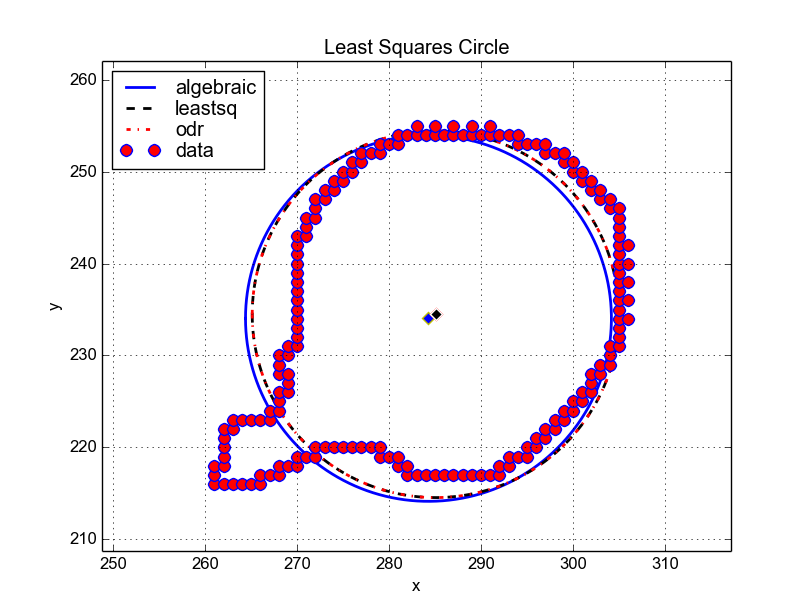 Least Squares Circle
algebraic
leastsq
odr
data
260
250
240
230
220
210
y
250 260 270 280 290 300 310
x